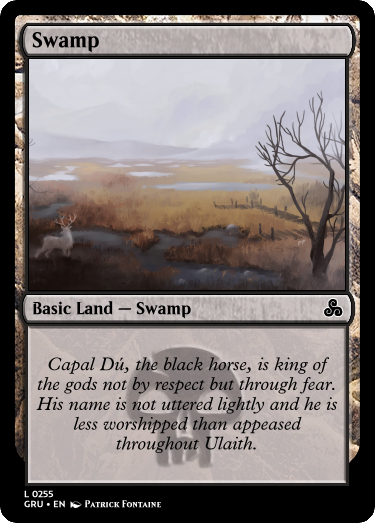 Swamp
Basic Land — Swamp
Capal Dú, the black horse, is king of
the gods not by respect but through fear.
His name is not uttered lightly and he is
less worshipped than appeased
throughout Ulaith.
L 0255
GRU • EN Patrick Fontaine